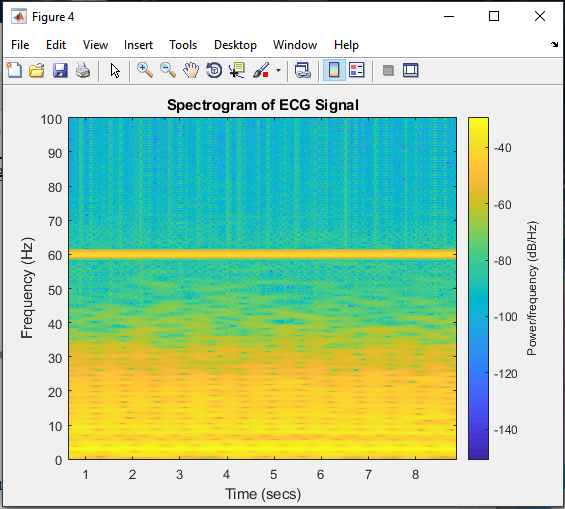 Figure 4
File Edit View Insert Tools Desktop Window Help
Spectrogram of ECG Signal
100
90
80
70
60
50
40
30
20
10
0
Frequency (Hz)
1 2 3 4 5 6 7 8
Time (secs)
-40
-60
-80
-100
-120
-140
Power/frequency (dB/Hz)